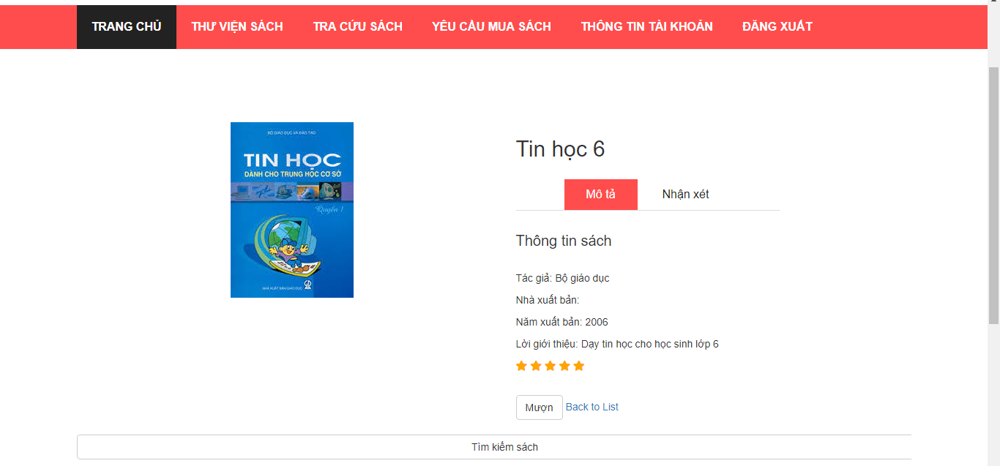 TRANG CHỦ THƯ VIỆN SÁCH TRA CỨU SÁCH YÊU CẦU MUA SÁCH THÔNG TIN TÀI KHOẢN ĐĂNG XUẤT
BỘ GIÁO DỤC VÀ ĐÀO TẠO
TIN HỌC
DÀNH CHO TRUNG HỌC CƠ SỞ
Quyển 1
NHÀ XUẤT BẢN GIÁO DỤC
Tin học 6
Mô tả Nhận xét
Thông tin sách
Tác giả: Bộ giáo dục
Nhà xuất bản:
Năm xuất bản: 2006
Lời giới thiệu: Dạy tin học cho học sinh lớp 6
Mượn Back to List
Tìm kiếm sách